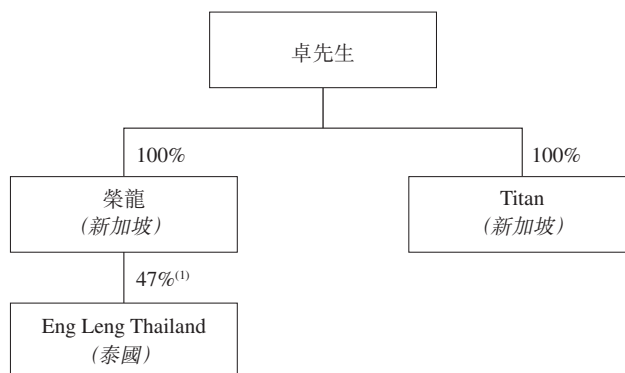 卓先生
100%
100%
榮龍
(新加坡)
Titan
(新加坡)
47%(1)
Eng Leng Thailand
(泰國)